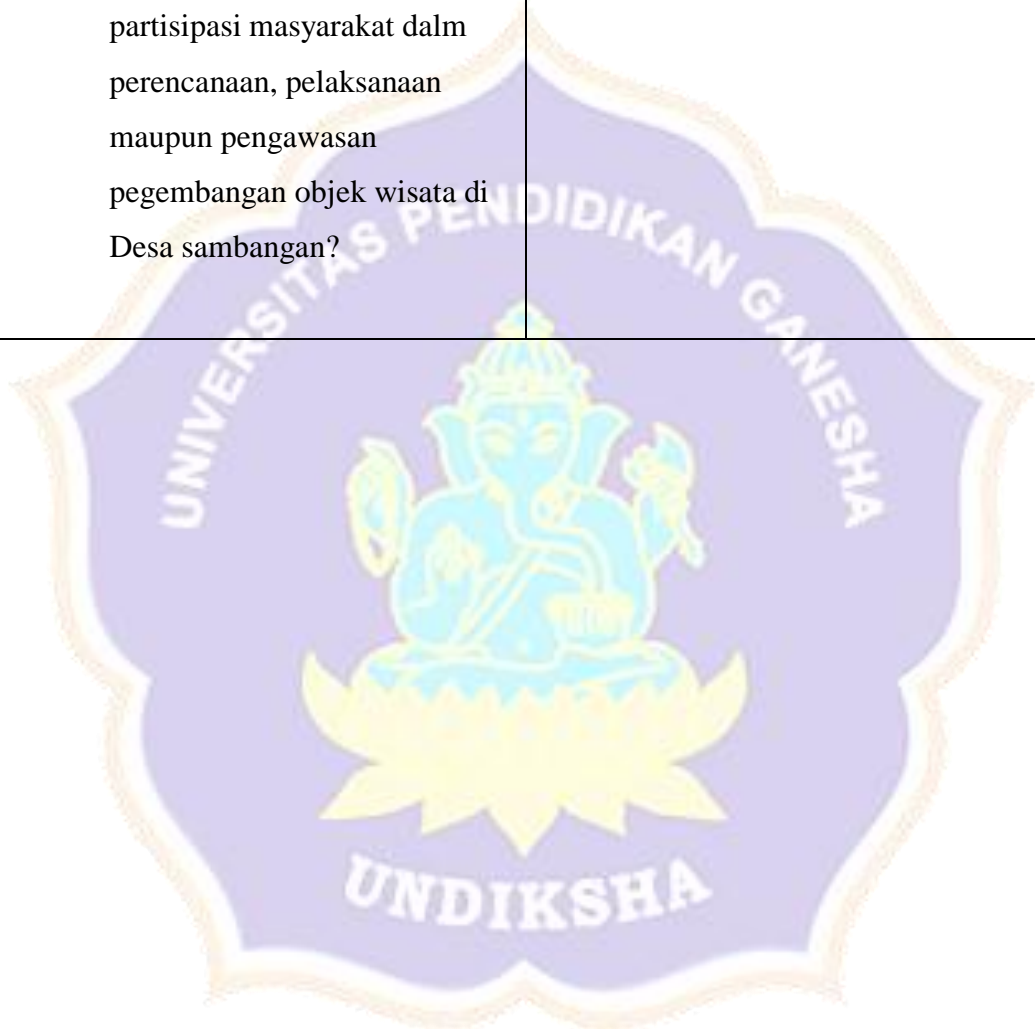 partisipasi masyarakat dalm
perencanaan, pelaksanaan
maupun pengawasan
pegembangan objek wisata di
Desa sambangan?
UNIVERSITAS PENDIDIKAN GANESHA
UNDIKSHA